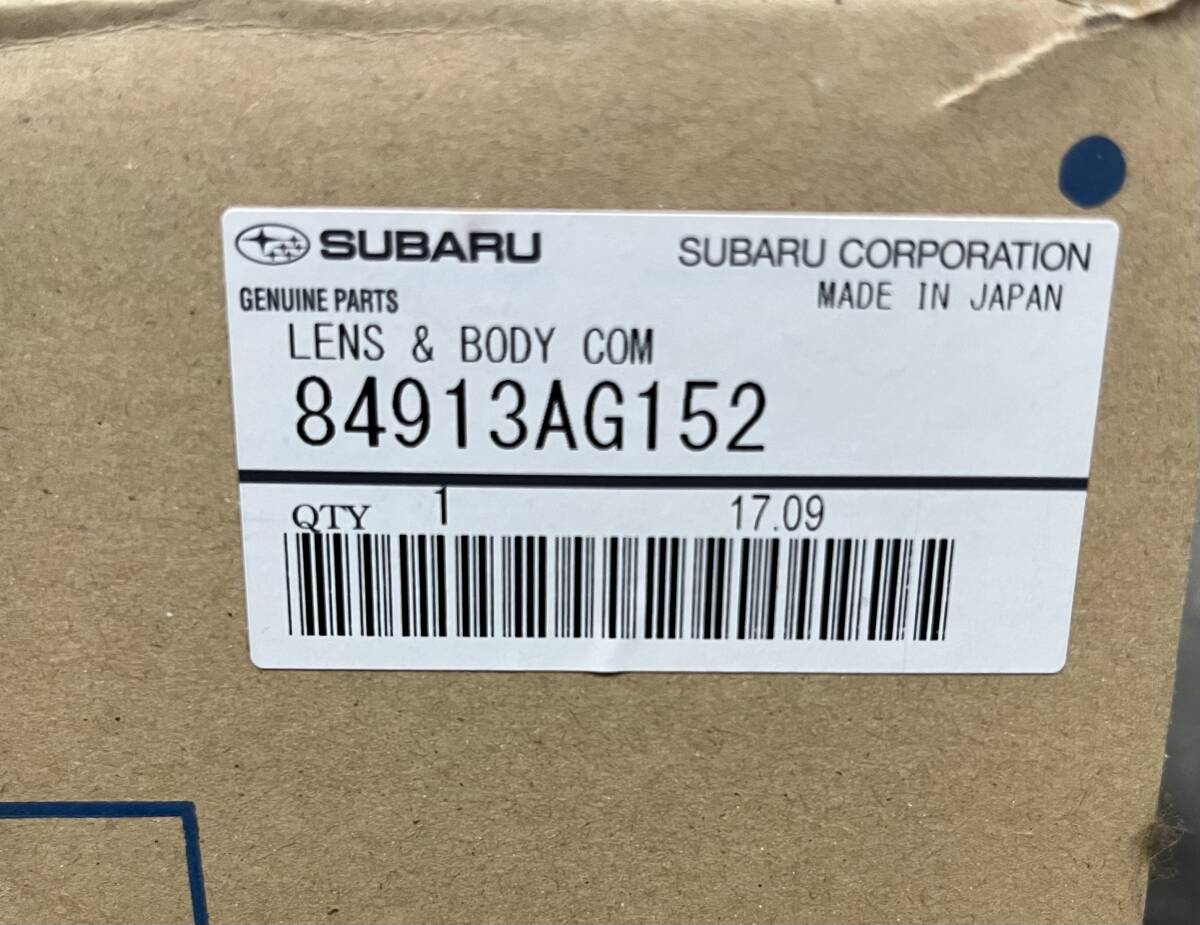 SUBARU
SUBARU CORPORATION
GENUINE PARTS
MADE IN JAPAN
LENS & BODY COM
84913AG152
QTY 1 17.09